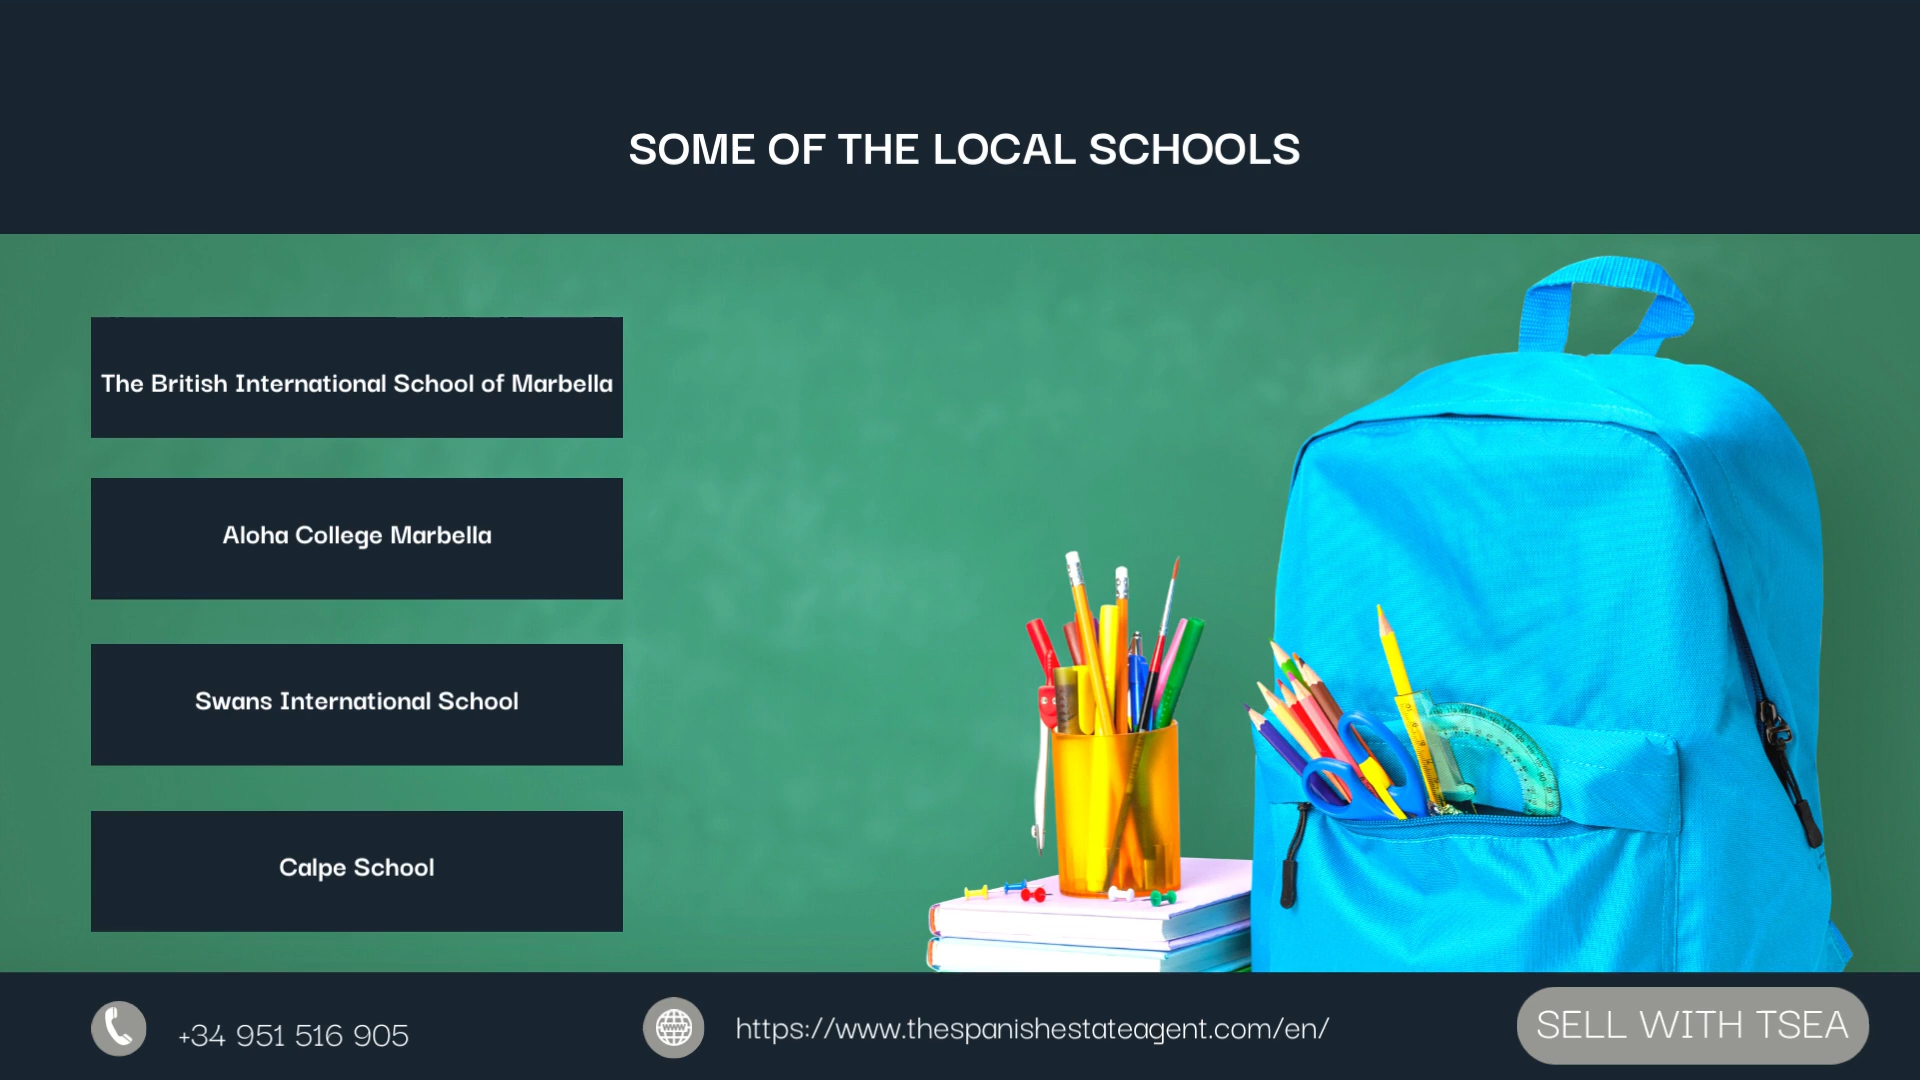 SOME OF THE LOCAL SCHOOLS
The British International School of Marbella
Aloha College Marbella
Swans International School
Calpe School
+34 951 516 905
www
https://www.thespanishestateagent.com/en/
SELL WITH TSEA